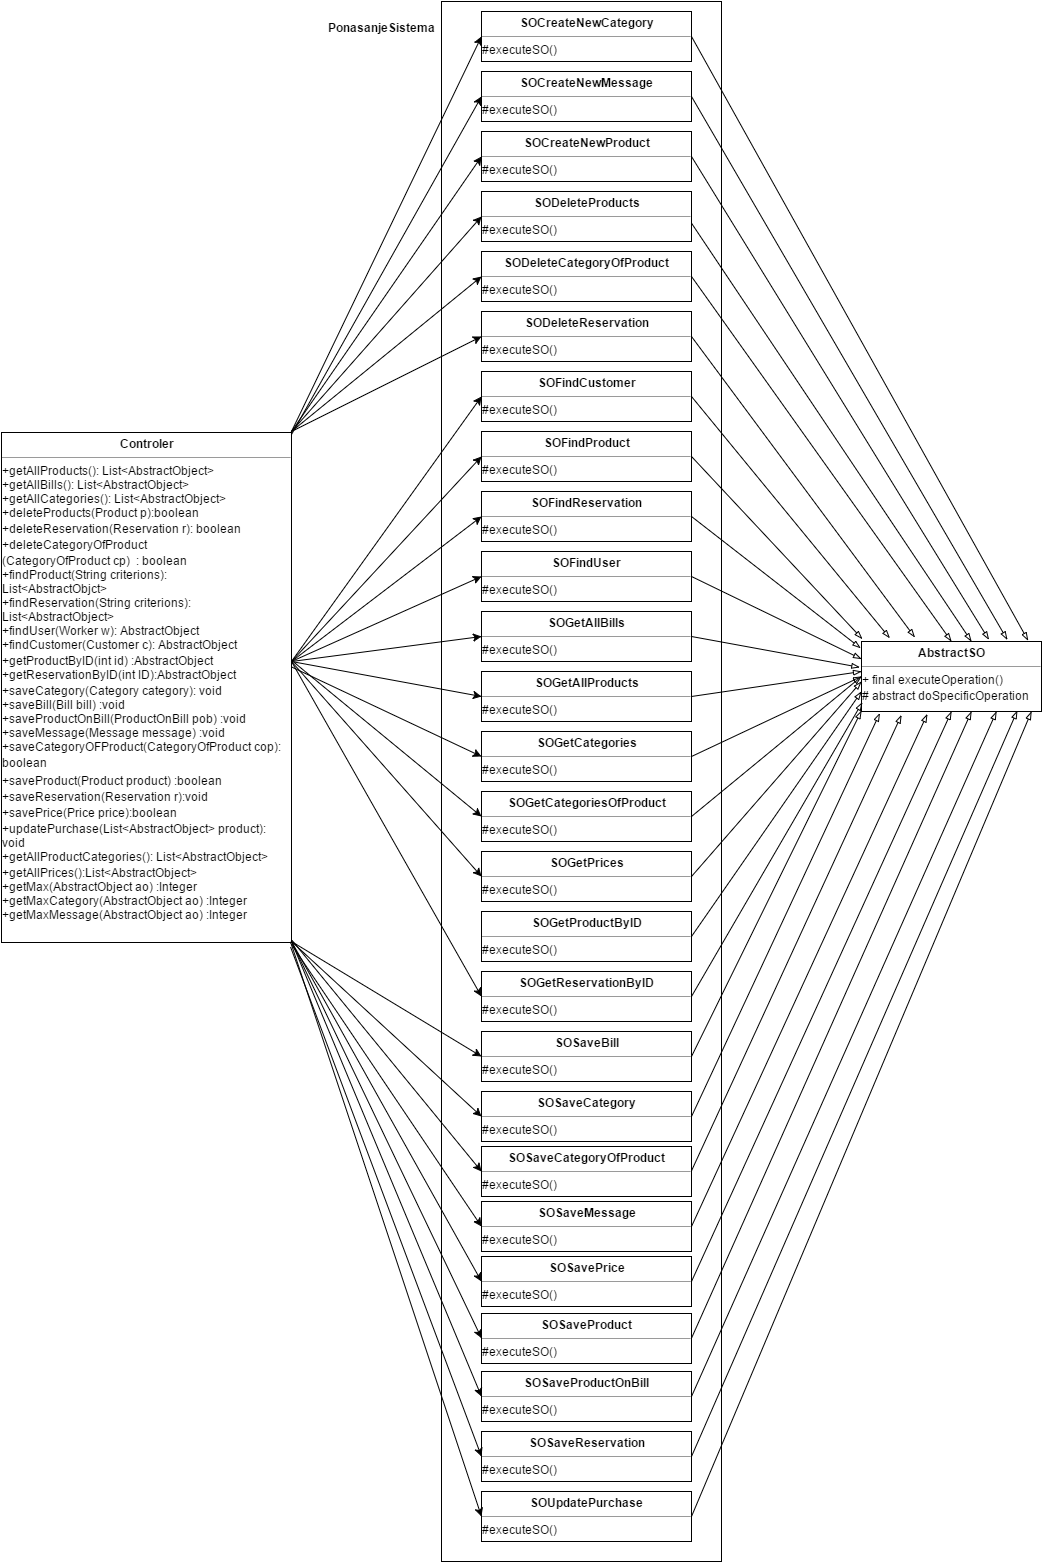 PonasanjeSistema
SOCreateNewCategory
#executeSO()
SOCreateNewMessage
#executeSO()
SOCreateNewProduct
#executeSO()
SODeleteProducts
#executeSO()
SODeleteCategoryOfProduct
#executeSO()
SODeleteReservation
#executeSO()
SOFindCustomer
#executeSO()
SOFindProduct
#executeSO()
SOFindReservation
#executeSO()
SOFindUser
#executeSO()
SOGetAllBills
#executeSO()
SOGetAllProducts
#executeSO()
SOGetCategories
#executeSO()
SOGetCategoriesOfProduct
#executeSO()
SOGetPrices
#executeSO()
SOGetProductByID
#executeSO()
SOGetReservationByID
#executeSO()
SOSaveBill
#executeSO()
SOSaveCategory
#executeSO()
SOSaveCategoryOfProduct
#executeSO()
SOSaveMessage
#executeSO()
SOSavePrice
#executeSO()
SOSaveProduct
#executeSO()
SOSaveProductOnBill
#executeSO()
SOSaveReservation
#executeSO()
SOUpdatePurchase
#executeSO()
Controler
+getAllProducts(): List<AbstractObject>
+getAllBills(): List<AbstractObject>
+getAllCategories(): List<AbstractObject>
+deleteProducts(Product p):boolean
+deleteReservation(Reservation r): boolean
+deleteCategoryOfProduct
(CategoryOfProduct cp) : boolean
+findProduct(String criterions):
List<AbstractObjct>
+findReservation(String criterions):
List<AbstractObject>
+findUser(Worker w): AbstractObject
+findCustomer(Customer c): AbstractObject
+getProductByID(int id) :AbstractObject
+getReservationByID(int ID):AbstractObject
+saveCategory(Category category): void
+saveBill(Bill bill) :void
+saveProductOnBill(ProductOnBill pob) :void
+saveMessage(Message message) :void
+saveCategoryOFProduct(CategoryOfProduct cop):
boolean
+saveProduct(Product product) :boolean
+saveReservation(Reservation r):void
+savePrice(Price price):boolean
+updatePurchase(List<AbstractObject> product):
void
+getAllProductCategories(): List<AbstractObject>
+getAllPrices():List<AbstractObject>
+getMax(AbstractObject ao) :Integer
+getMaxCategory(AbstractObject ao) :Integer
+getMaxMessage(AbstractObject ao) :Integer
AbstractSO
+ final executeOperation()
# abstract doSpecificOperation